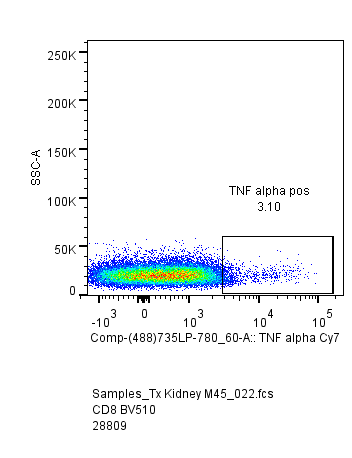 250K
150K
100K
50K
0
SSC-A
TNF alpha pos
3.10
-10^3 0 10^3 10^4 10^5
Comp-(488)735LP-780_60-A:: TNF alpha Cy7
Samples_Tx Kidney M45_022.fcs
CD8 BV510
28809